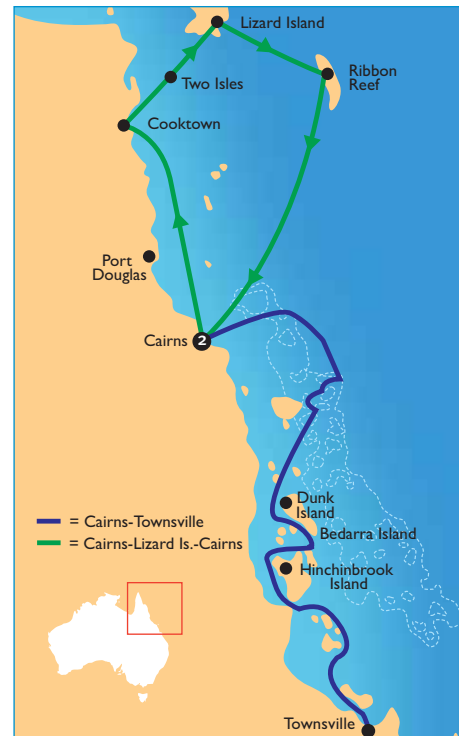 Lizard Island
Ribbon
Reef
Two Isles
Cooktown
Port
Douglas
Cairns
2
Dunk
Island
= Cairns-Townsville
Bedarra Island
= Cairns-Lizard Is.-Cairns
Hinchinbrook
Island
Townsville